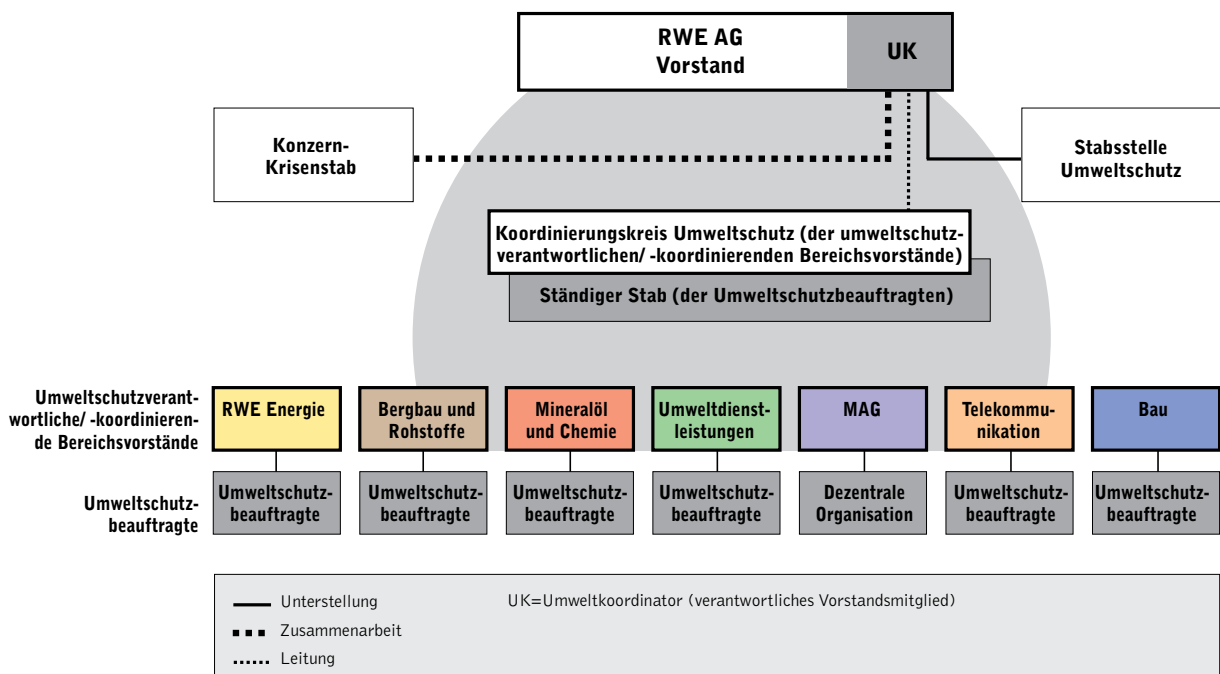 RWE AG
Vorstand
UK
Konzern-
Krisenstab
Stabsstelle
Umweltschutz
Koordinierungskreis Umweltschutz (der umweltschutz-
verantwortlichen/ -koordinierenden Bereichsvorstände)
Ständiger Stab (der Umweltschutzbeauftragten)
Umweltschutzverant-
wortliche/ -koordinieren-
de Bereichsvorstände
RWE Energie
Bergbau und
Rohstoffe
Mineralöl
und Chemie
Umweltdienst-
leistungen
MAG
Telekommu-
nikation
Bau
Umweltschutz-
beauftragte
Umweltschutz-
beauftragte
Umweltschutz-
beauftragte
Umweltschutz-
beauftragte
Umweltschutz-
beauftragte
Dezentrale
Organisation
Umweltschutz-
beauftragte
Umweltschutz-
beauftragte
Unterstellung
UK=Umweltkoordinator (verantwortliches Vorstandsmitglied)
Zusammenarbeit
Leitung